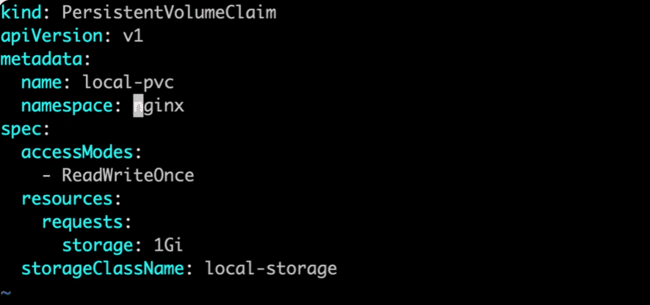 kind: PersistentVolumeClaim
apiVersion: v1
metadata:
  name: local-pvc
  namespace: nginx
spec:
  accessModes:
    - ReadWriteOnce
  resources:
    requests:
      storage: 1Gi
  storageClassName: local-storage
~